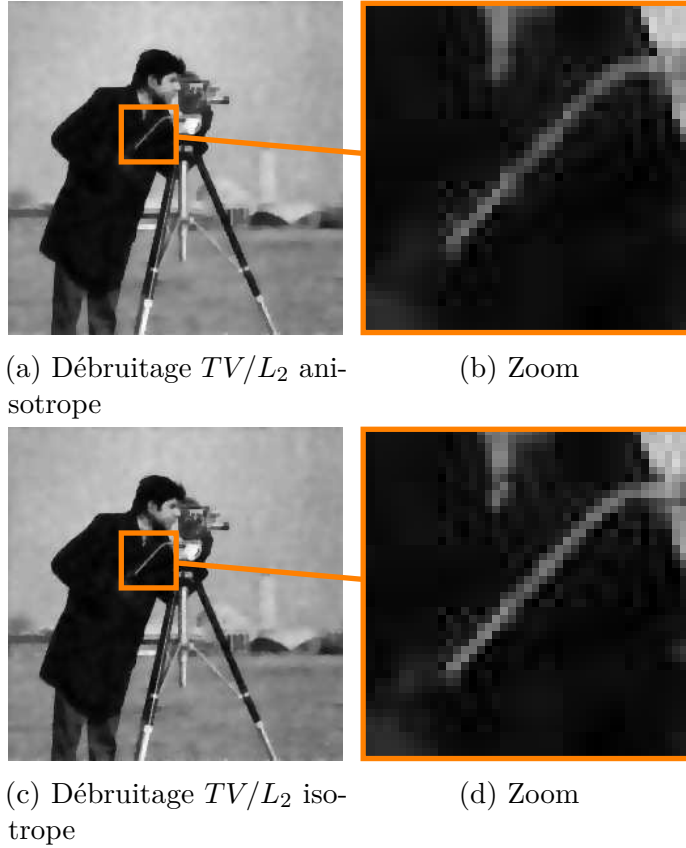 (a) Débruitage TV/L₂ ani-
sotrope
(b) Zoom
(c) Débruitage TV/L₂ iso-
trope
(d) Zoom